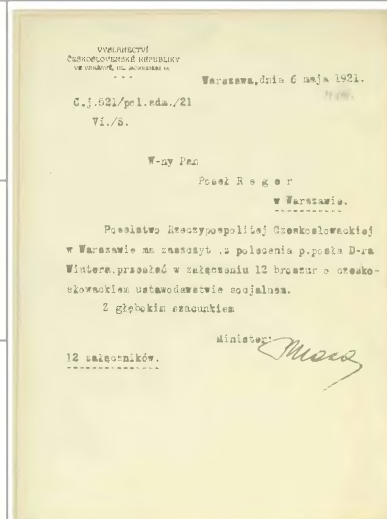 VYSLANECTVÍ
ČESKOSLOVENSKÉ REPUBLIKY
Warszawa,dnia 6 maja 1921.
C.j.521/pol.adm./21
VI./S.
W-ny Pan
Poseł R e g e r
w Warszawie.
Poselstwo Rzeczypospolitej Czeskosłowackiej
w Warszawie ma zaszczyt ,z polecenia p.posła D-ra
Wintera,przesłać w załączeniu 12 broszur o czesko-
słowackiem ustawodawstwie socjalnem.
Z głębokim szacunkiem
Minister:
12 załączników.